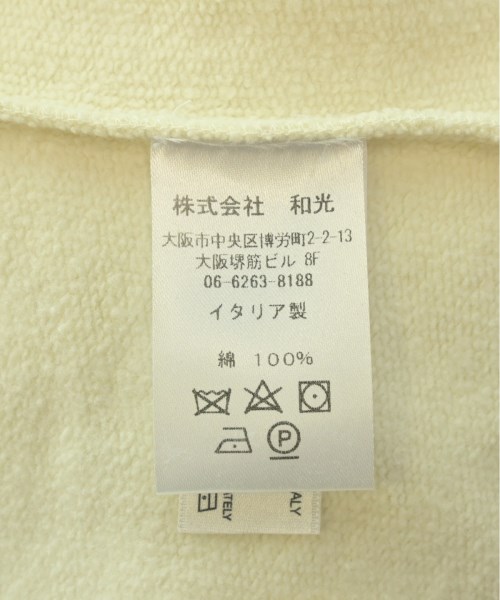 株式会社　和光
大阪市中央区博労町2-2-13
大阪堺筋ビル 8F
06-6263-8188
イタリア製
綿 100%
P